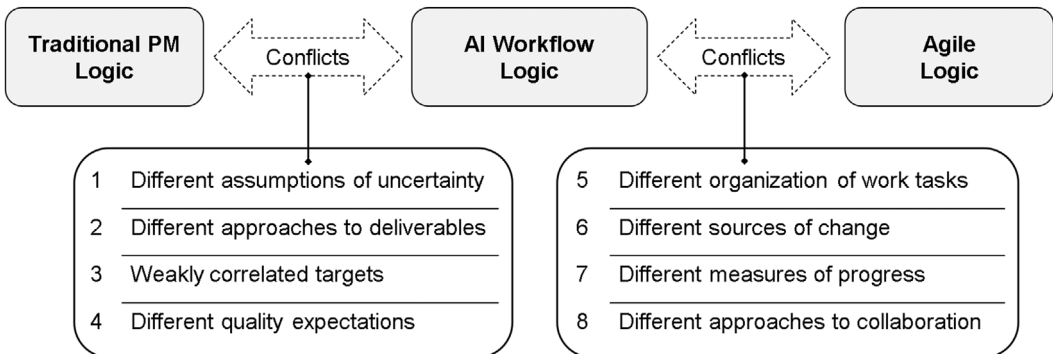 Traditional PM
Logic
Conflicts
AI Workflow
Logic
Conflicts
Agile
Logic
1 Different assumptions of uncertainty
2 Different approaches to deliverables
3 Weakly correlated targets
4 Different quality expectations
5 Different organization of work tasks
6 Different sources of change
7 Different measures of progress
8 Different approaches to collaboration